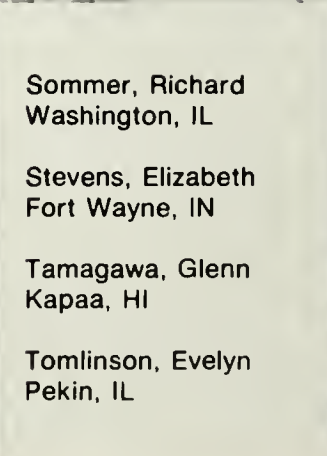 Sommer, Richard
Washington, IL
Stevens, Elizabeth
Fort Wayne, IN
Tamagawa, Glenn
Kapaa, HI
Tomlinson, Evelyn
Pekin, IL